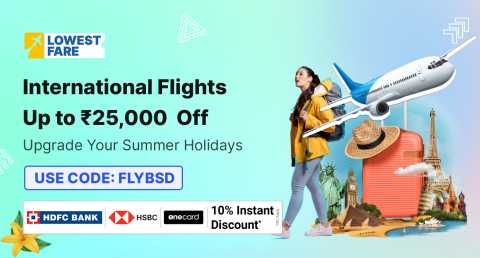 LOWEST
FARE
International Flights
Up to ₹25,000 Off
Upgrade Your Summer Holidays
USE CODE: FLYBSD
HDFC BANK
HSBC
onecard
10% Instant
Discount*